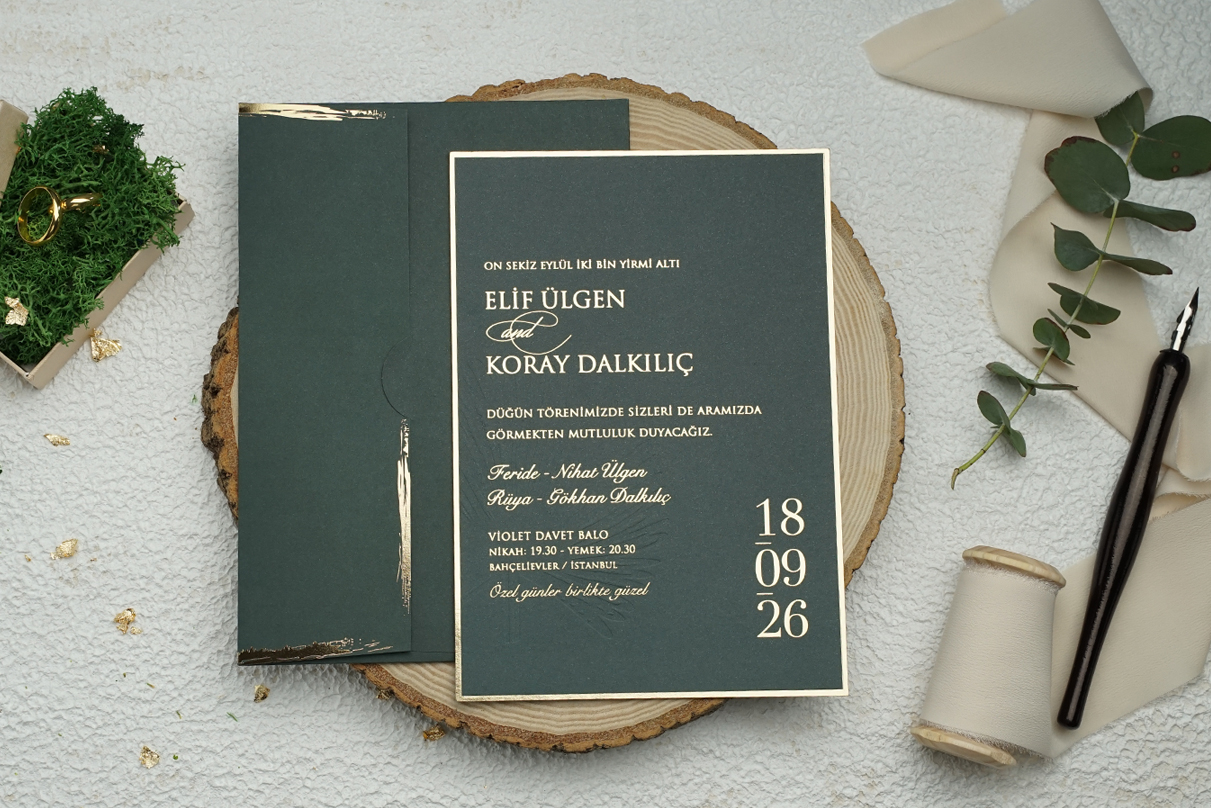 ON SEKİZ EYLÜL İKİ BİN YİRMİ ALTI
ELİF ÜLGEN
and
KORAY DALKILIÇ
DÜĞÜN TÖRENİMİZDE SİZLERİ DE ARAMIZDA
GÖRMEKTEN MUTLULUK DUYACAĞIZ.
Feride - Nihat Ülgen
Rüya - Gökhan Dalkılıç
VİOLET DAVET BALO
NİKAH: 19.30 - YEMEK: 20.30
BAHÇELİEVLER / İSTANBUL
Özel günler birlikte güzel
18
09
26